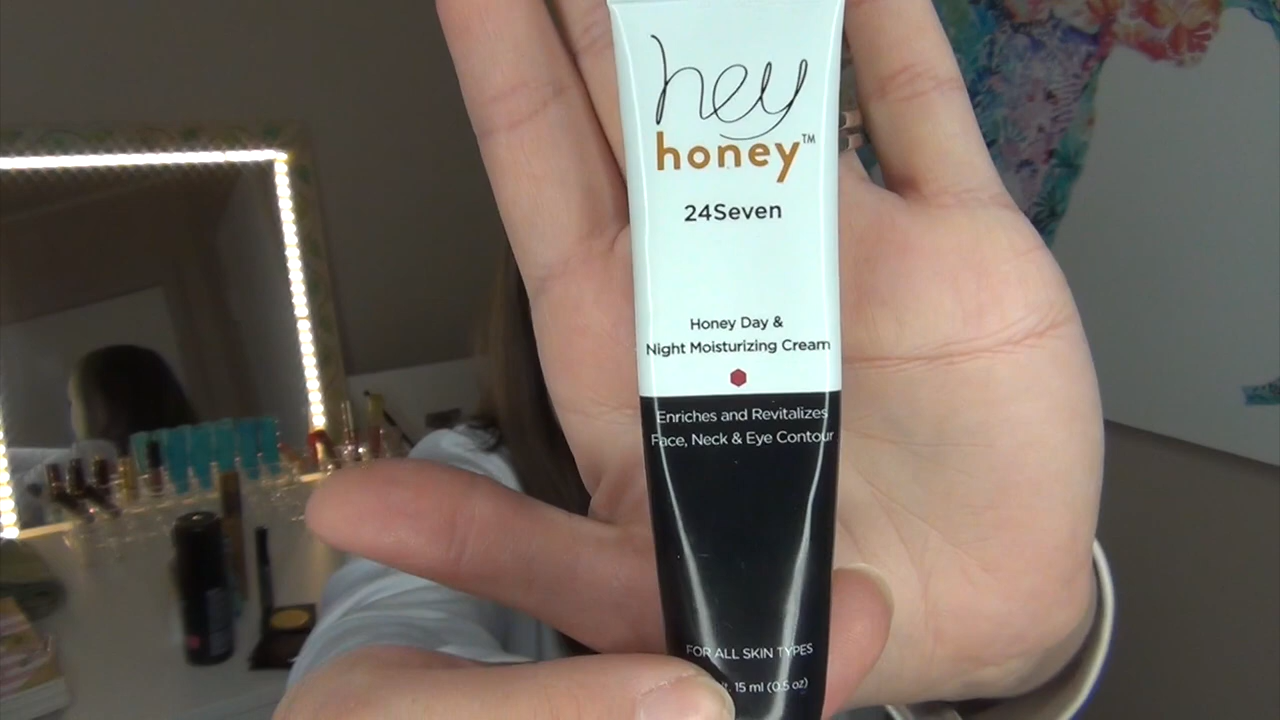 hey
honey™
24Seven
Honey Day &
Night Moisturizing Cream
Enriches and Revitalizes
Face, Neck & Eye Contour
FOR ALL SKIN TYPES
15 ml (0.5 oz)